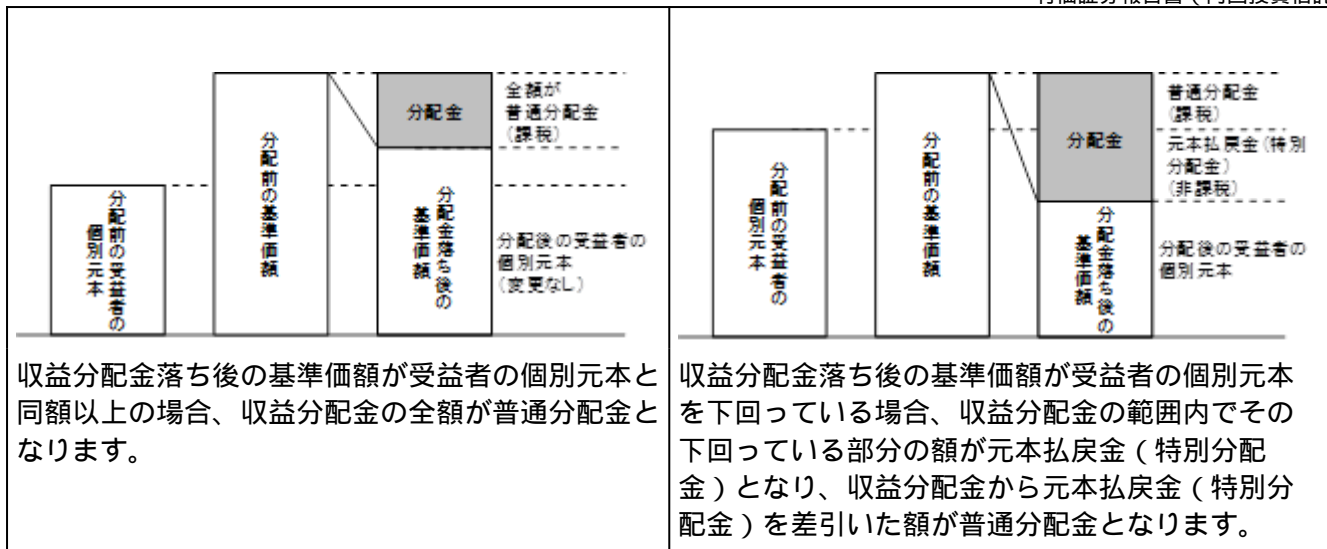 分配前の受益者の
個別元本
分配前の基準価額
分配金
分配金落ち後の
基準価額
全額が
普通分配金
(課税)
分配後の受益者の
個別元本
(変更なし)
収益分配金落ち後の基準価額が受益者の個別元本と
同額以上の場合、収益分配金の全額が普通分配金と
なります。
分配前の受益者の
個別元本
分配前の基準価額
分配金
分配金落ち後の
基準価額
普通分配金
(課税)
元本払戻金(特別
分配金)
(非課税)
分配後の受益者の
個別元本
収益分配金落ち後の基準価額が受益者の個別元本
を下回っている場合、収益分配金の範囲内でその
下回っている部分の額が元本払戻金(特別分配
金)となり、収益分配金から元本払戻金(特別分
配金)を差引いた額が普通分配金となります。